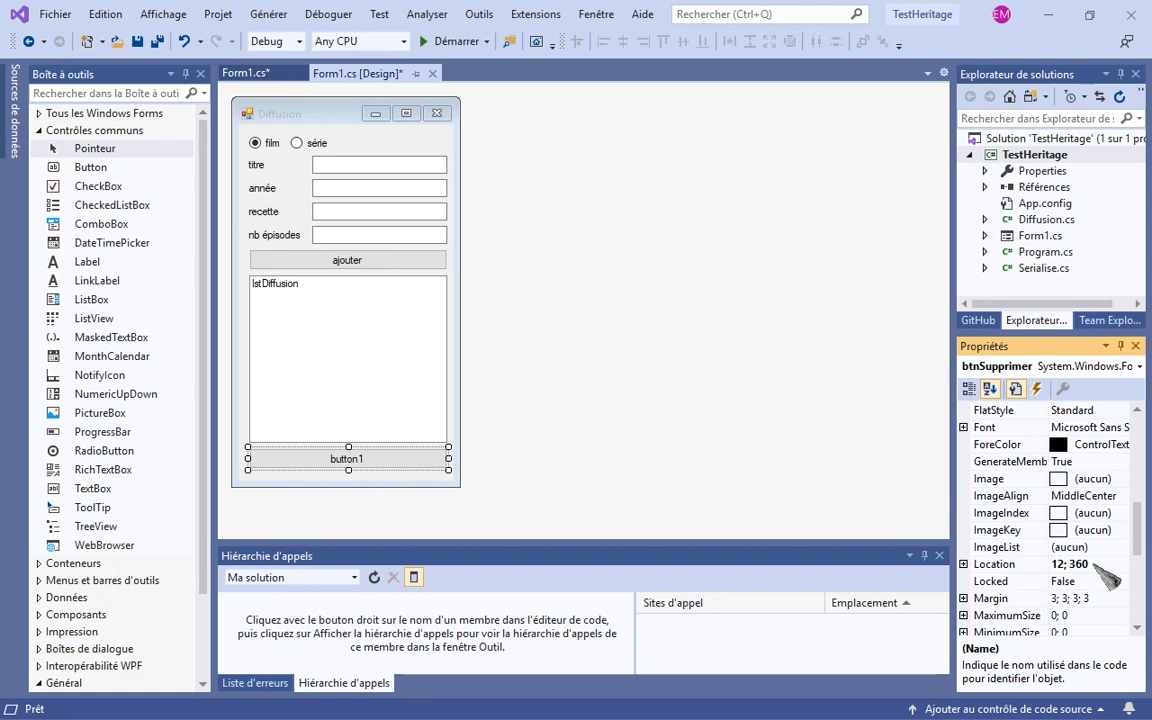 Fichier Edition Affichage Projet Générer Déboguer Test Analyser Outils Extensions Fenêtre Aide Rechercher (Ctrl+Q) TestHeritage EM
Debug Any CPU Démarrer
Sources de données
Boîte à outils
Rechercher dans la Boîte à outi
Tous les Windows Forms
Contrôles communs
Pointeur
Button
CheckBox
CheckedListBox
ComboBox
DateTimePicker
Label
LinkLabel
ListBox
ListView
MaskedTextBox
MonthCalendar
NotifyIcon
NumericUpDown
PictureBox
ProgressBar
RadioButton
RichTextBox
TextBox
ToolTip
TreeView
WebBrowser
Conteneurs
Menus et barres d'outils
Données
Composants
Impression
Boîtes de dialogue
Interopérabilité WPF
Général
Form1.cs* Form1.cs [Design]*
Diffusion
film série
titre
année
recette
nb épisodes
ajouter
lstDiffusion
button1
Hiérarchie d'appels
Ma solution
Cliquez avec le bouton droit sur le nom d'un membre dans l'éditeur de code,
puis cliquez sur Afficher la hiérarchie d'appels pour voir la hiérarchie d'appels de
ce membre dans la fenêtre Outil.
Sites d'appel Emplacement
Liste d'erreurs Hiérarchie d'appels
Explorateur de solutions
Rechercher dans Explorateur de s
Solution 'TestHeritage' (1 sur 1 pro
TestHeritage
Properties
Références
App.config
Diffusion.cs
Form1.cs
Program.cs
Serialise.cs
GitHub Explorateur... Team Explo...
Propriétés
btnSupprimer System.Windows.Fo
FlatStyle Standard
Font Microsoft Sans S
ForeColor ControlText
GenerateMemb True
Image (aucun)
ImageAlign MiddleCenter
ImageIndex (aucun)
ImageKey (aucun)
ImageList (aucun)
Location 12; 360
Locked False
Margin 3; 3; 3; 3
MaximumSize 0; 0
MinimumSize 0; 0
(Name)
Indique le nom utilisé dans le code
pour identifier l'objet.
Prêt Ajouter au contrôle de code source